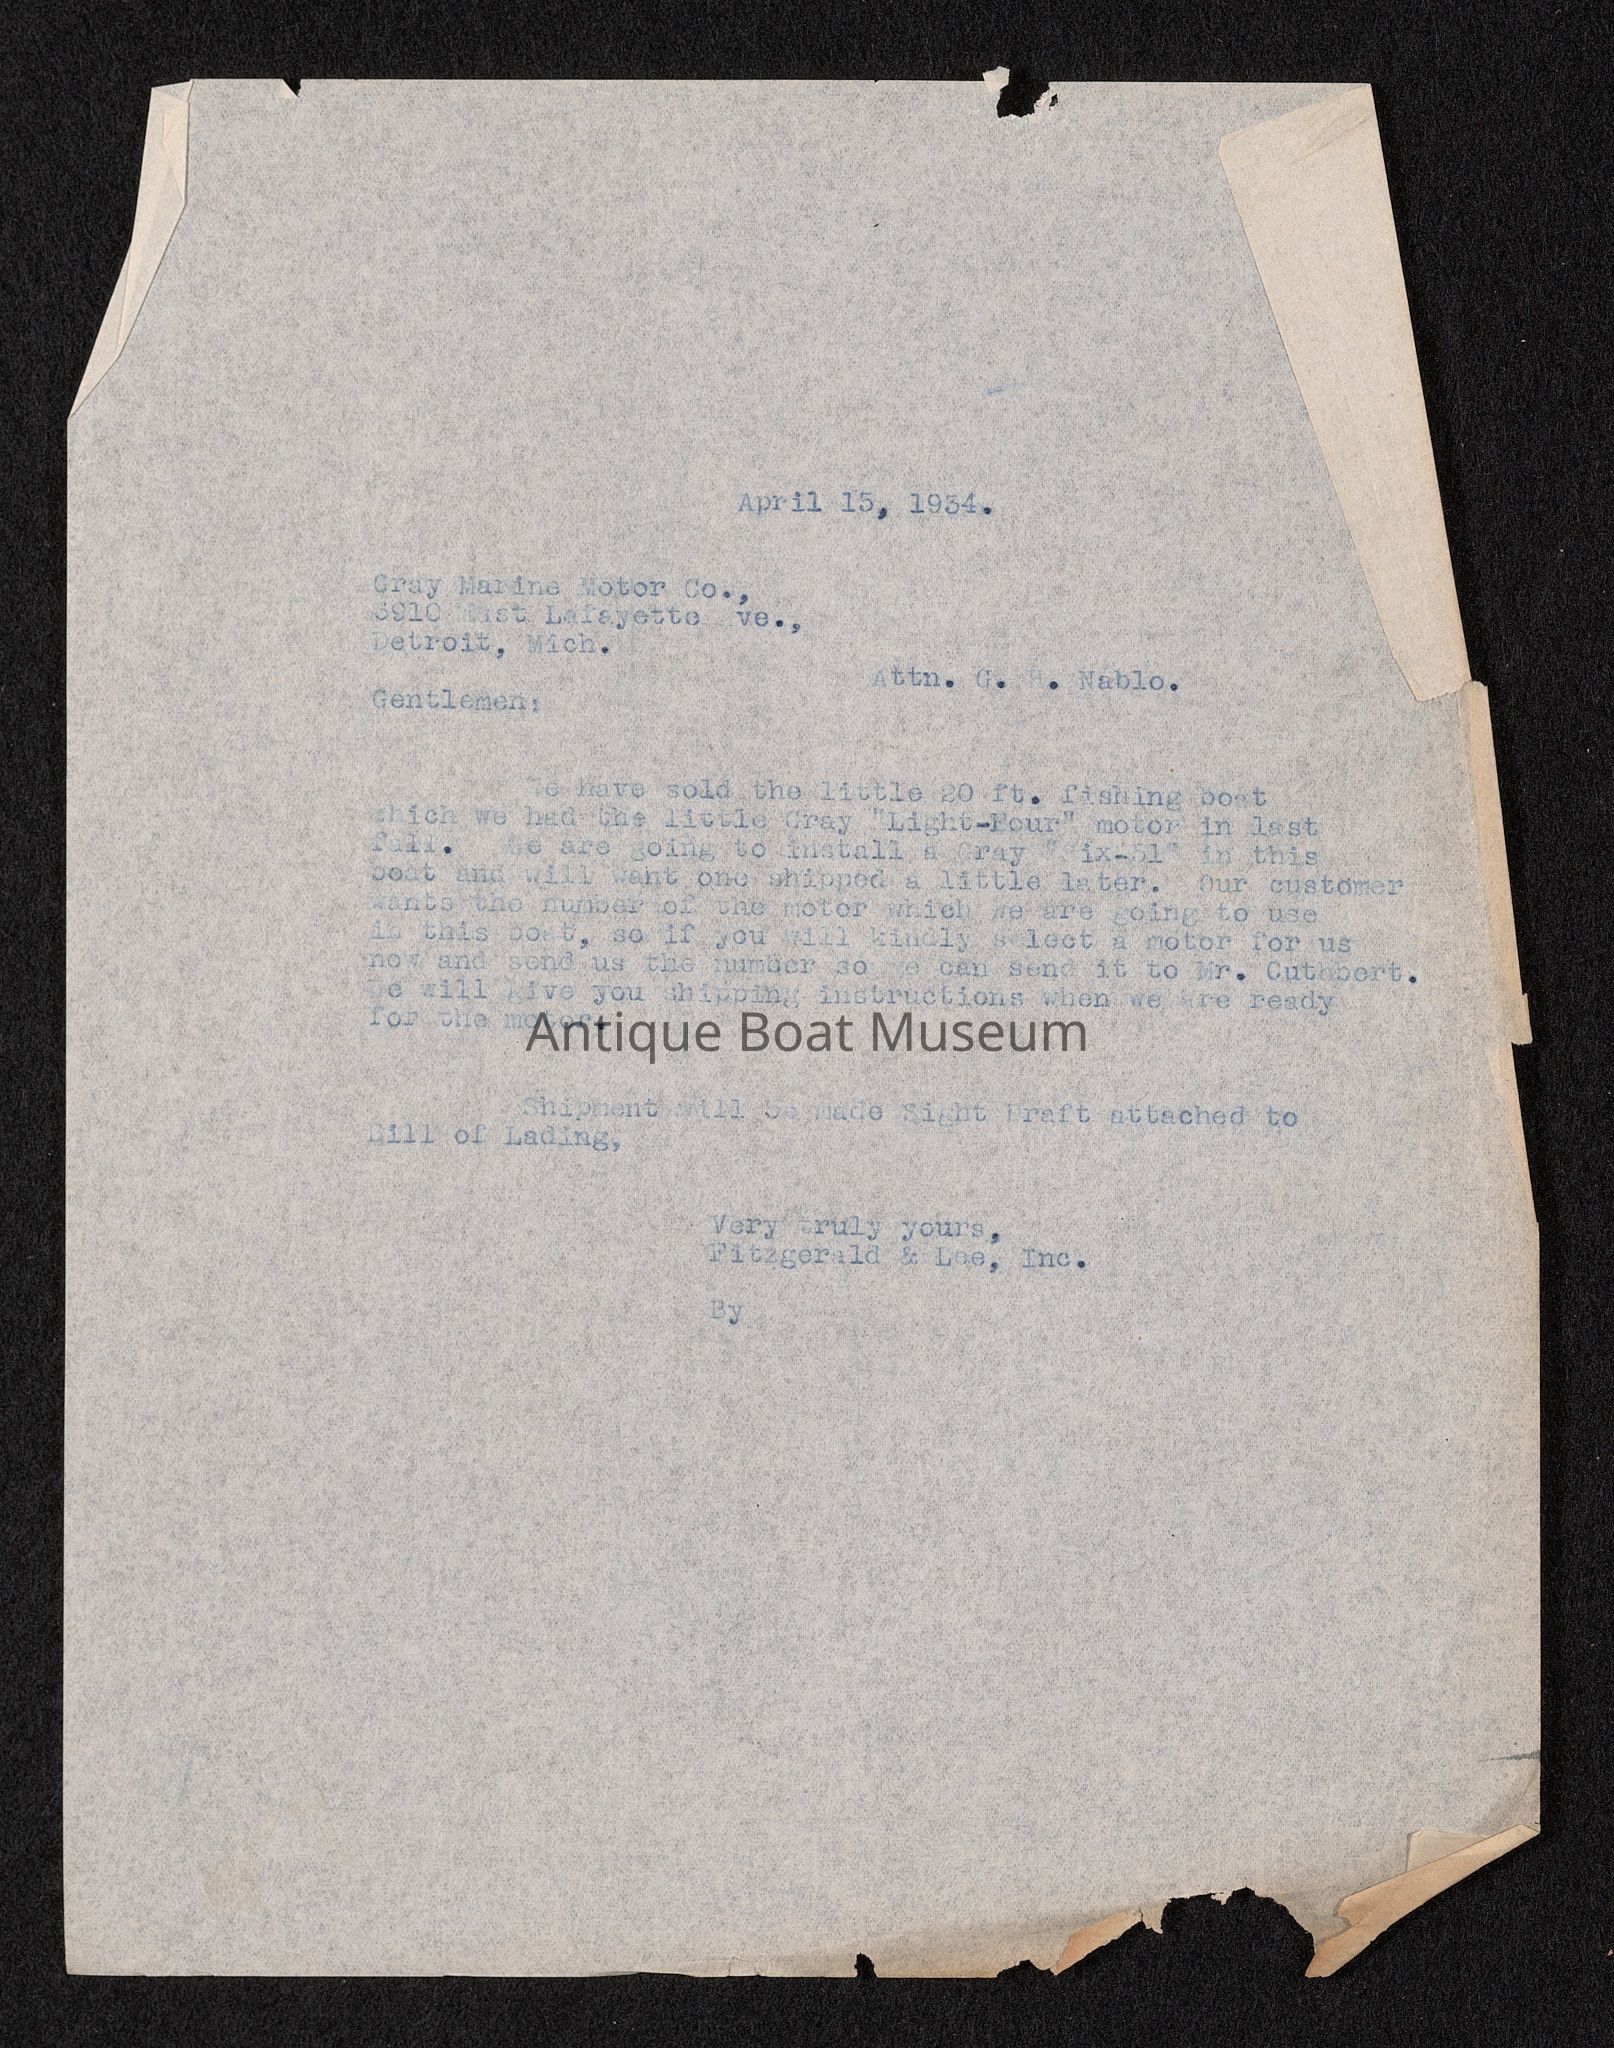 April 15, 1934.
Gray Marine Motor Co.,
6910 East Lafayette Ave.,
Detroit, Mich.
Attn. G. H. Nablo.
Gentlemen:
We have sold the little 20 ft. fishing boat
which we had the little Gray "Light-Four" motor in last
fall. We are going to install a Gray "Six-51" in this
boat and will want one shipped a little later. Our customer
wants the number of the motor which we are going to use
in this boat, so if you will kindly select a motor for us
now and send us the number so we can send it to Mr. Cuthbert.
We will give you shipping instructions when we are ready
for the motor.
Antique Boat Museum
Shipment will be made Sight Draft attached to
Bill of Lading,
Very truly yours,
Fitzgerald & Lee, Inc.
By